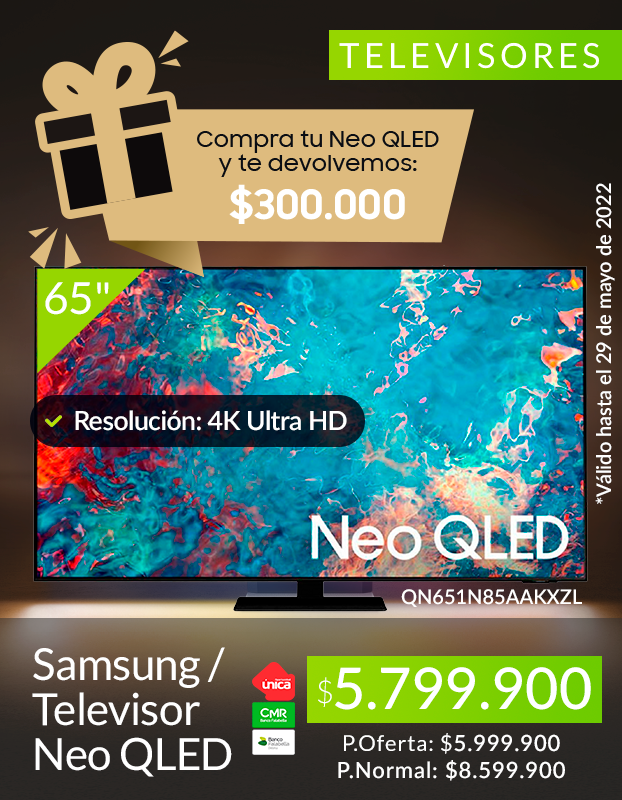 TELEVISORES
Compra tu Neo QLED
y te devolvemos:
$300.000
65"
*Válido hasta el 29 de mayo de 2022
Resolución: 4K Ultra HD
Neo QLED
QN651N85AAKXZL
Samsung /
Televisor
Neo QLED
única
CMR
Banco Falabella
Banco
Falabella
$5.799.900
P.Oferta: $5.999.900
P.Normal: $8.599.900